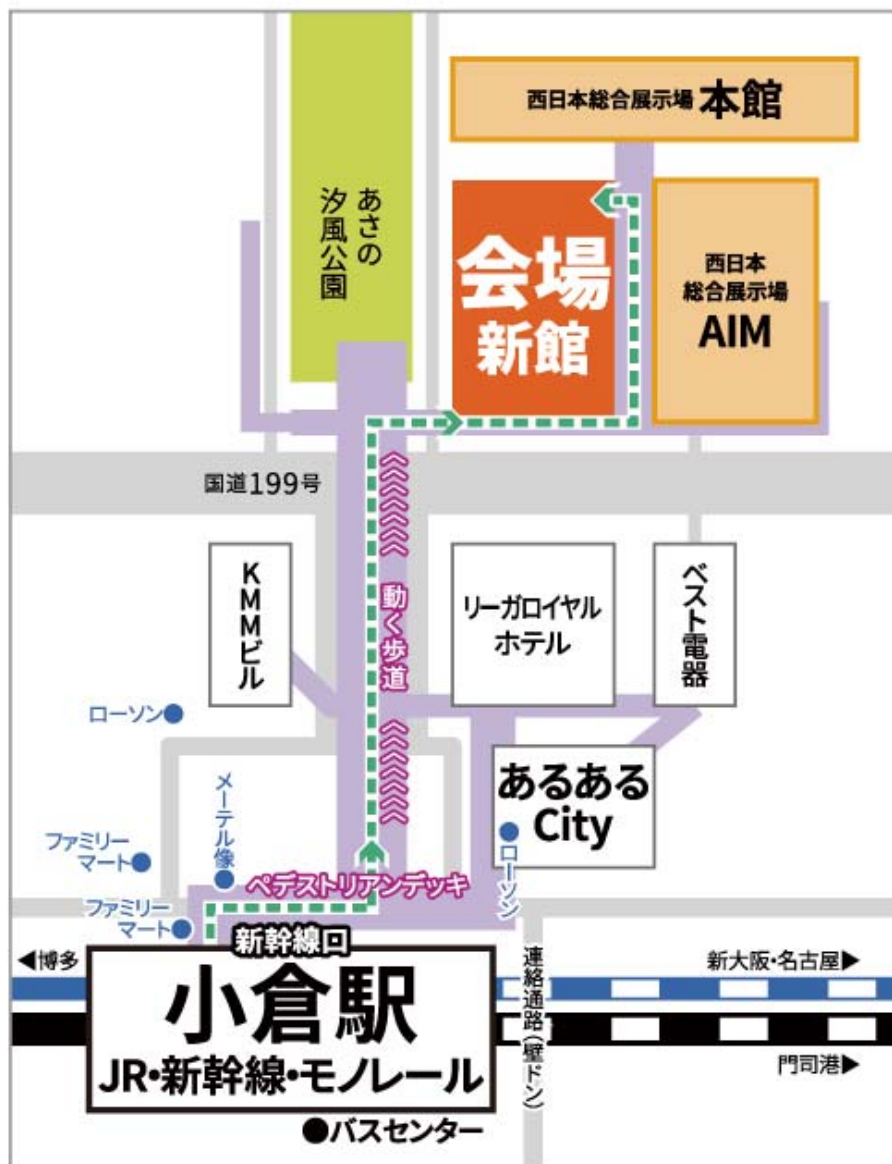 西日本総合展示場 本館
あさの
汐風公園
会場
新館
西日本
総合展示場
AIM
国道199号
KMMビル
動く歩道
リーガロイヤル
ホテル
ベスト電器
ローソン
メーテル像
あるある
City
ローソン
ファミリー
マート
ペデストリアンデッキ
ファミリー
マート
新幹線口
◀博多
小倉駅
JR・新幹線・モノレール
連絡通路(壁ドン)
新大阪・名古屋▶
門司港▶
●バスセンター